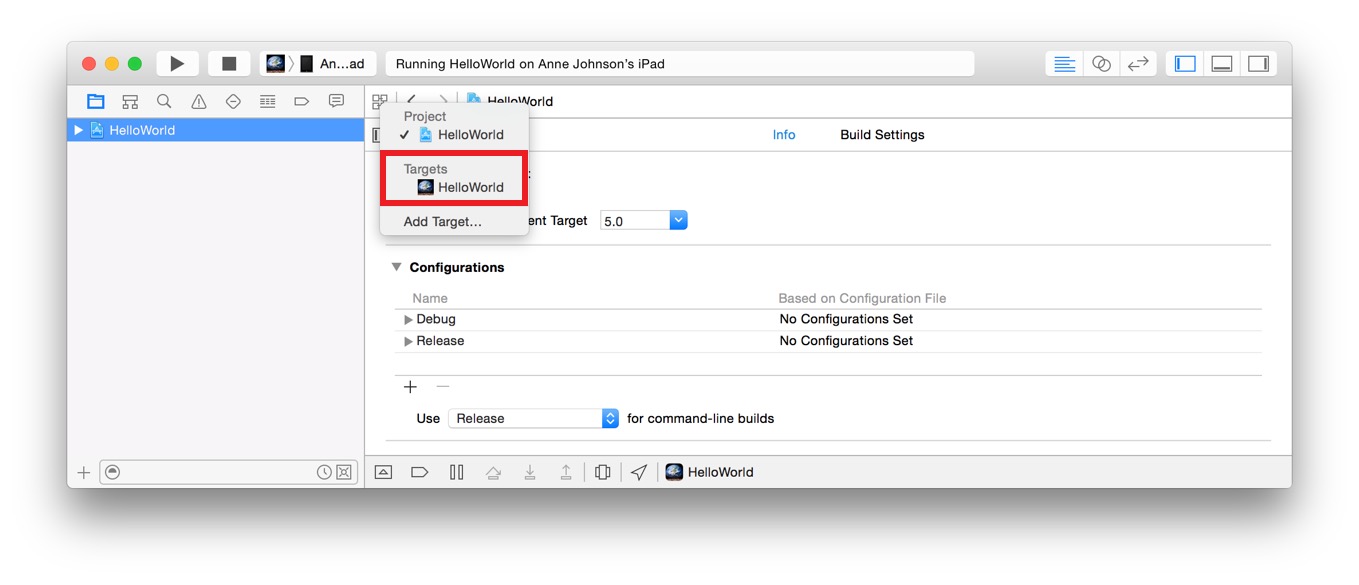 An...ad
Running HelloWorld on Anne Johnson's iPad
HelloWorld
HelloWorld
Project
✓ HelloWorld
Targets
HelloWorld
Add Target...
Info
Build Settings
:
ent Target
5.0
Configurations
Name
Based on Configuration File
Debug
No Configurations Set
Release
No Configurations Set
Use
Release
for command-line builds
HelloWorld